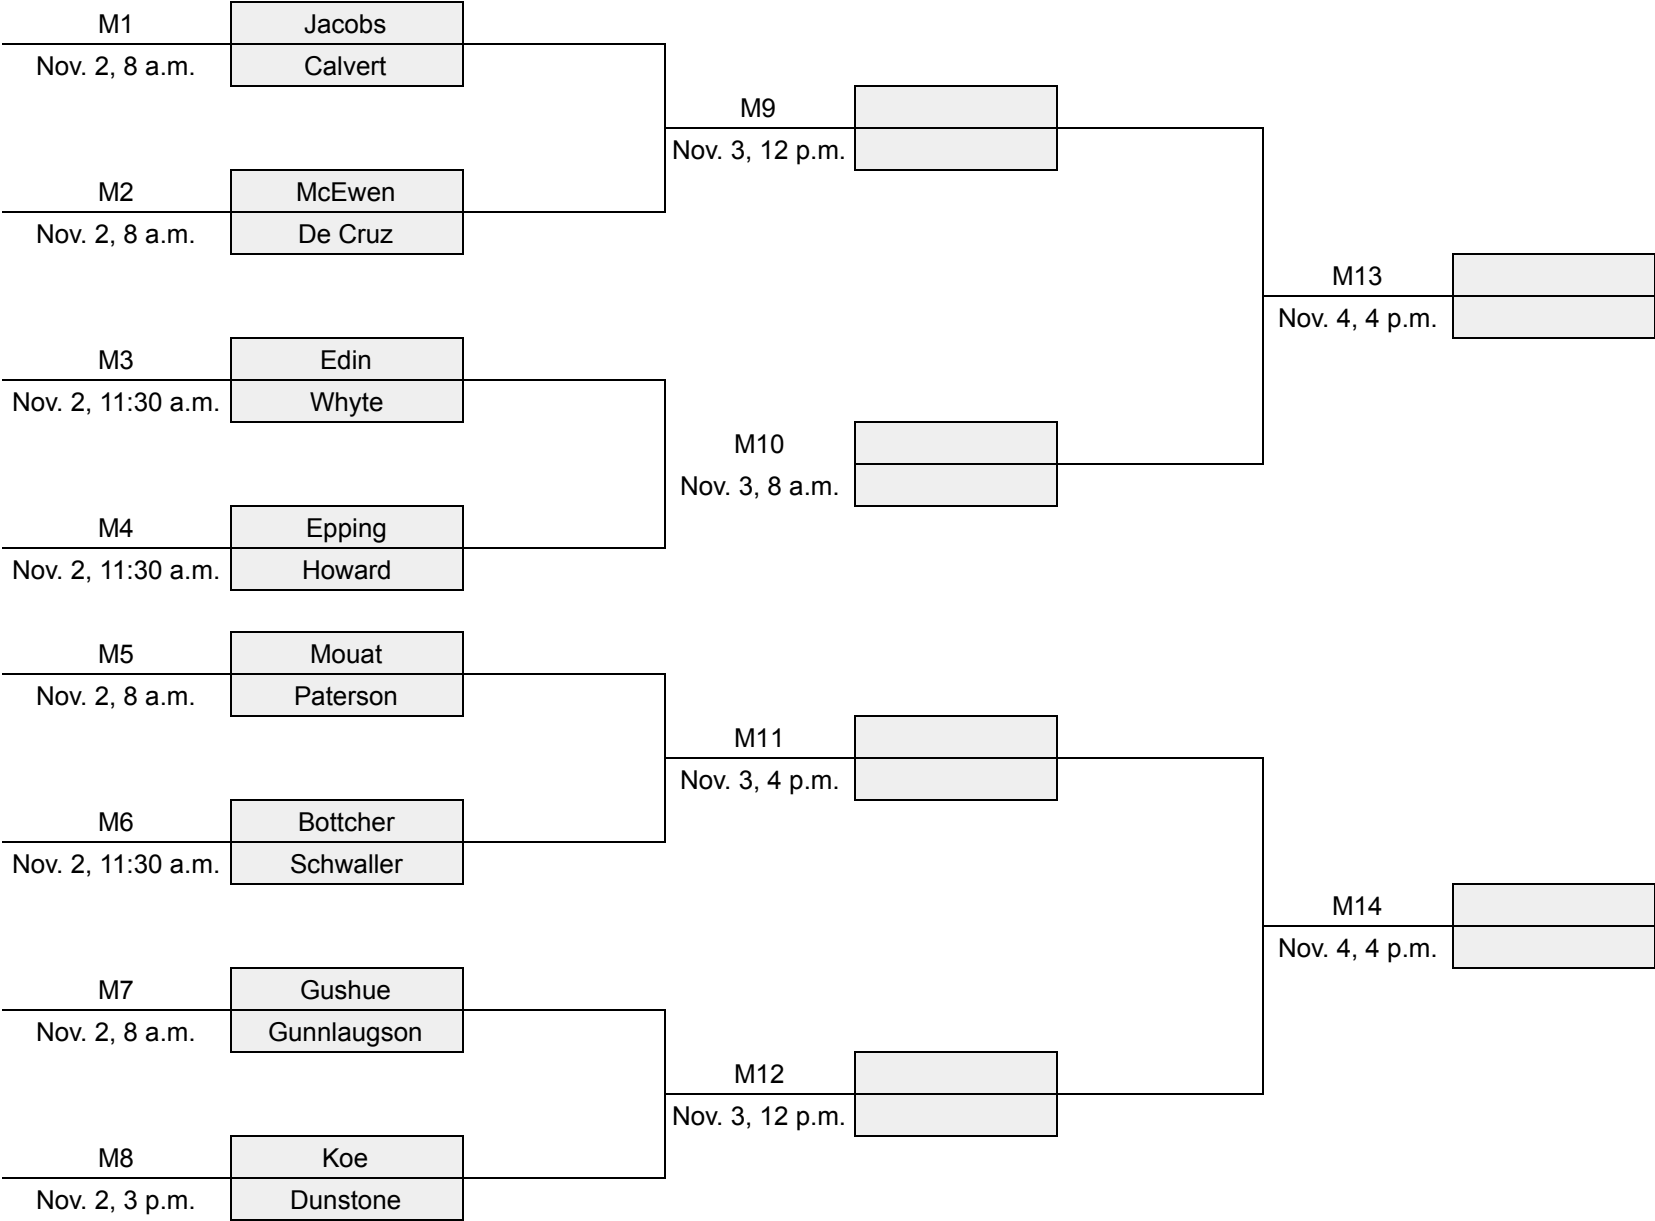 M1
Jacobs
Nov. 2, 8 a.m.
Calvert
M9
Nov. 3, 12 p.m.
M2
McEwen
Nov. 2, 8 a.m.
De Cruz
M13
Nov. 4, 4 p.m.
M3
Edin
Nov. 2, 11:30 a.m.
Whyte
M10
Nov. 3, 8 a.m.
M4
Epping
Nov. 2, 11:30 a.m.
Howard
M5
Mouat
Nov. 2, 8 a.m.
Paterson
M11
Nov. 3, 4 p.m.
M6
Bottcher
Nov. 2, 11:30 a.m.
Schwaller
M14
Nov. 4, 4 p.m.
M7
Gushue
Nov. 2, 8 a.m.
Gunnlaugson
M12
Nov. 3, 12 p.m.
M8
Koe
Nov. 2, 3 p.m.
Dunstone